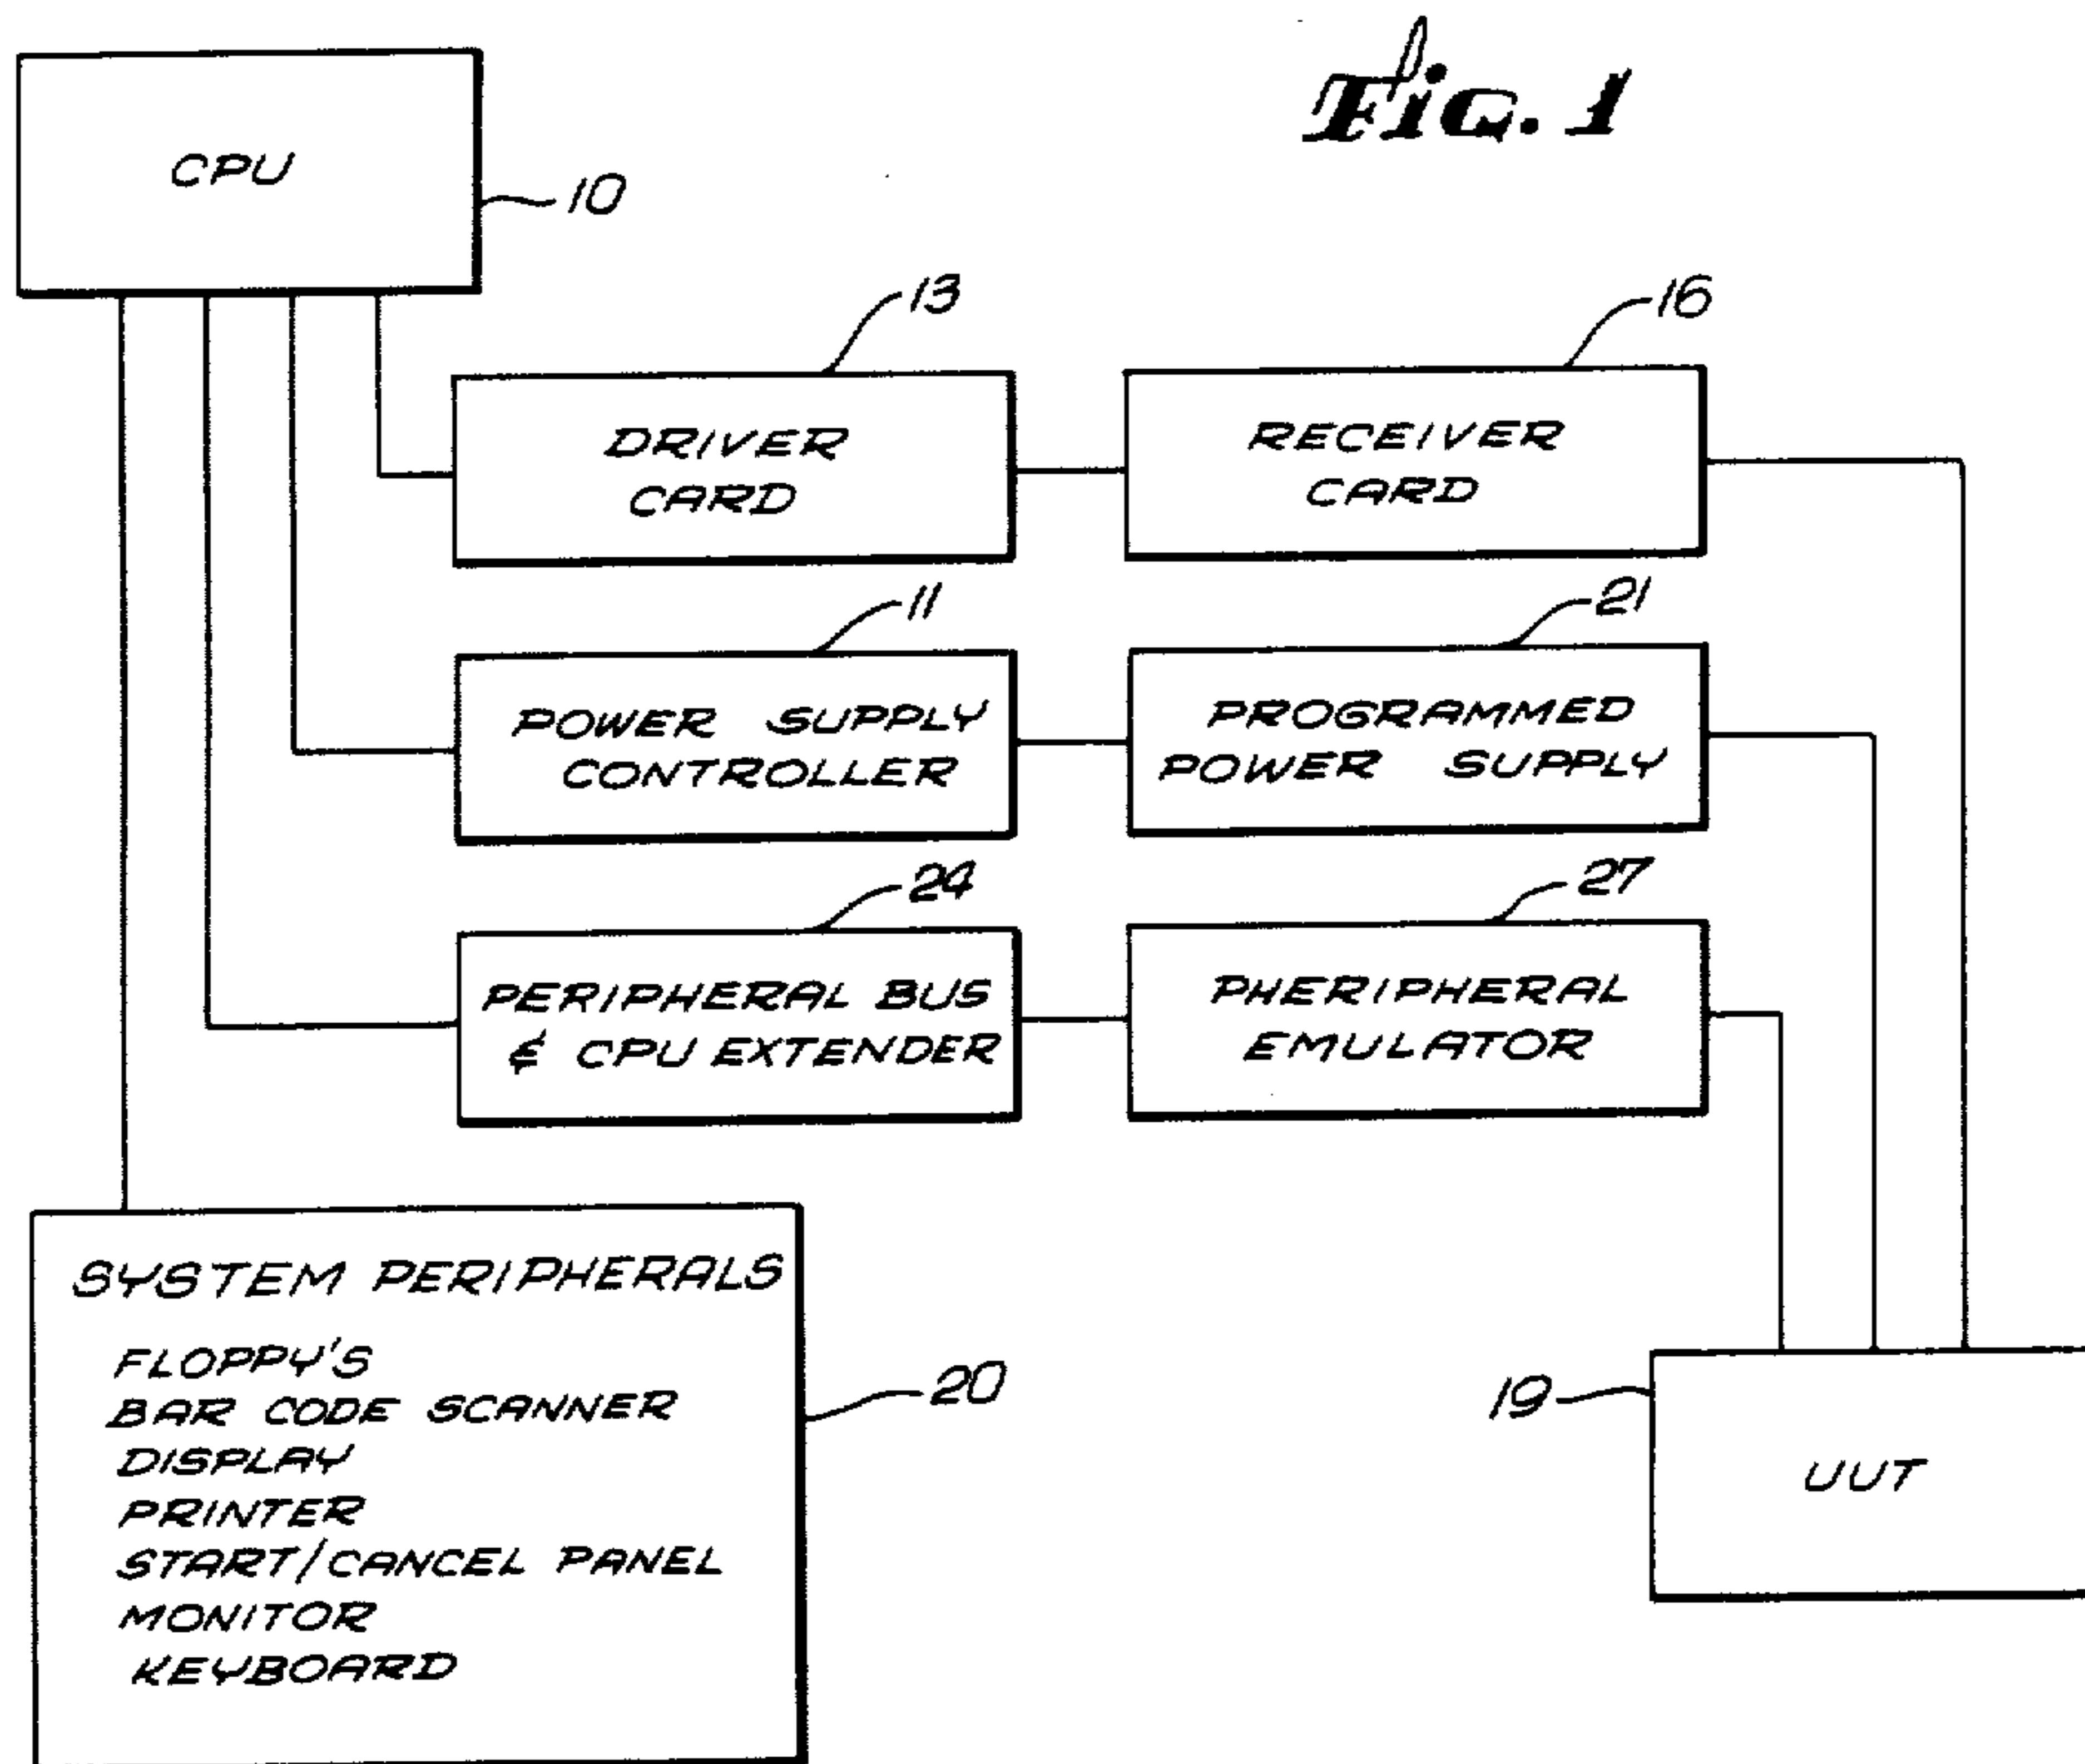 Fig. 1
CPU
10
13
16
DRIVER
CARD
RECEIVER
CARD
11
21
POWER SUPPLY
CONTROLLER
PROGRAMMED
POWER SUPPLY
24
27
PERIPHERAL BUS
& CPU EXTENDER
PHERIPHERAL
EMULATOR
SYSTEM PERIPHERALS
FLOPPY'S
BAR CODE SCANNER
DISPLAY
PRINTER
START/CANCEL PANEL
MONITOR
KEYBOARD
20
19
UUT